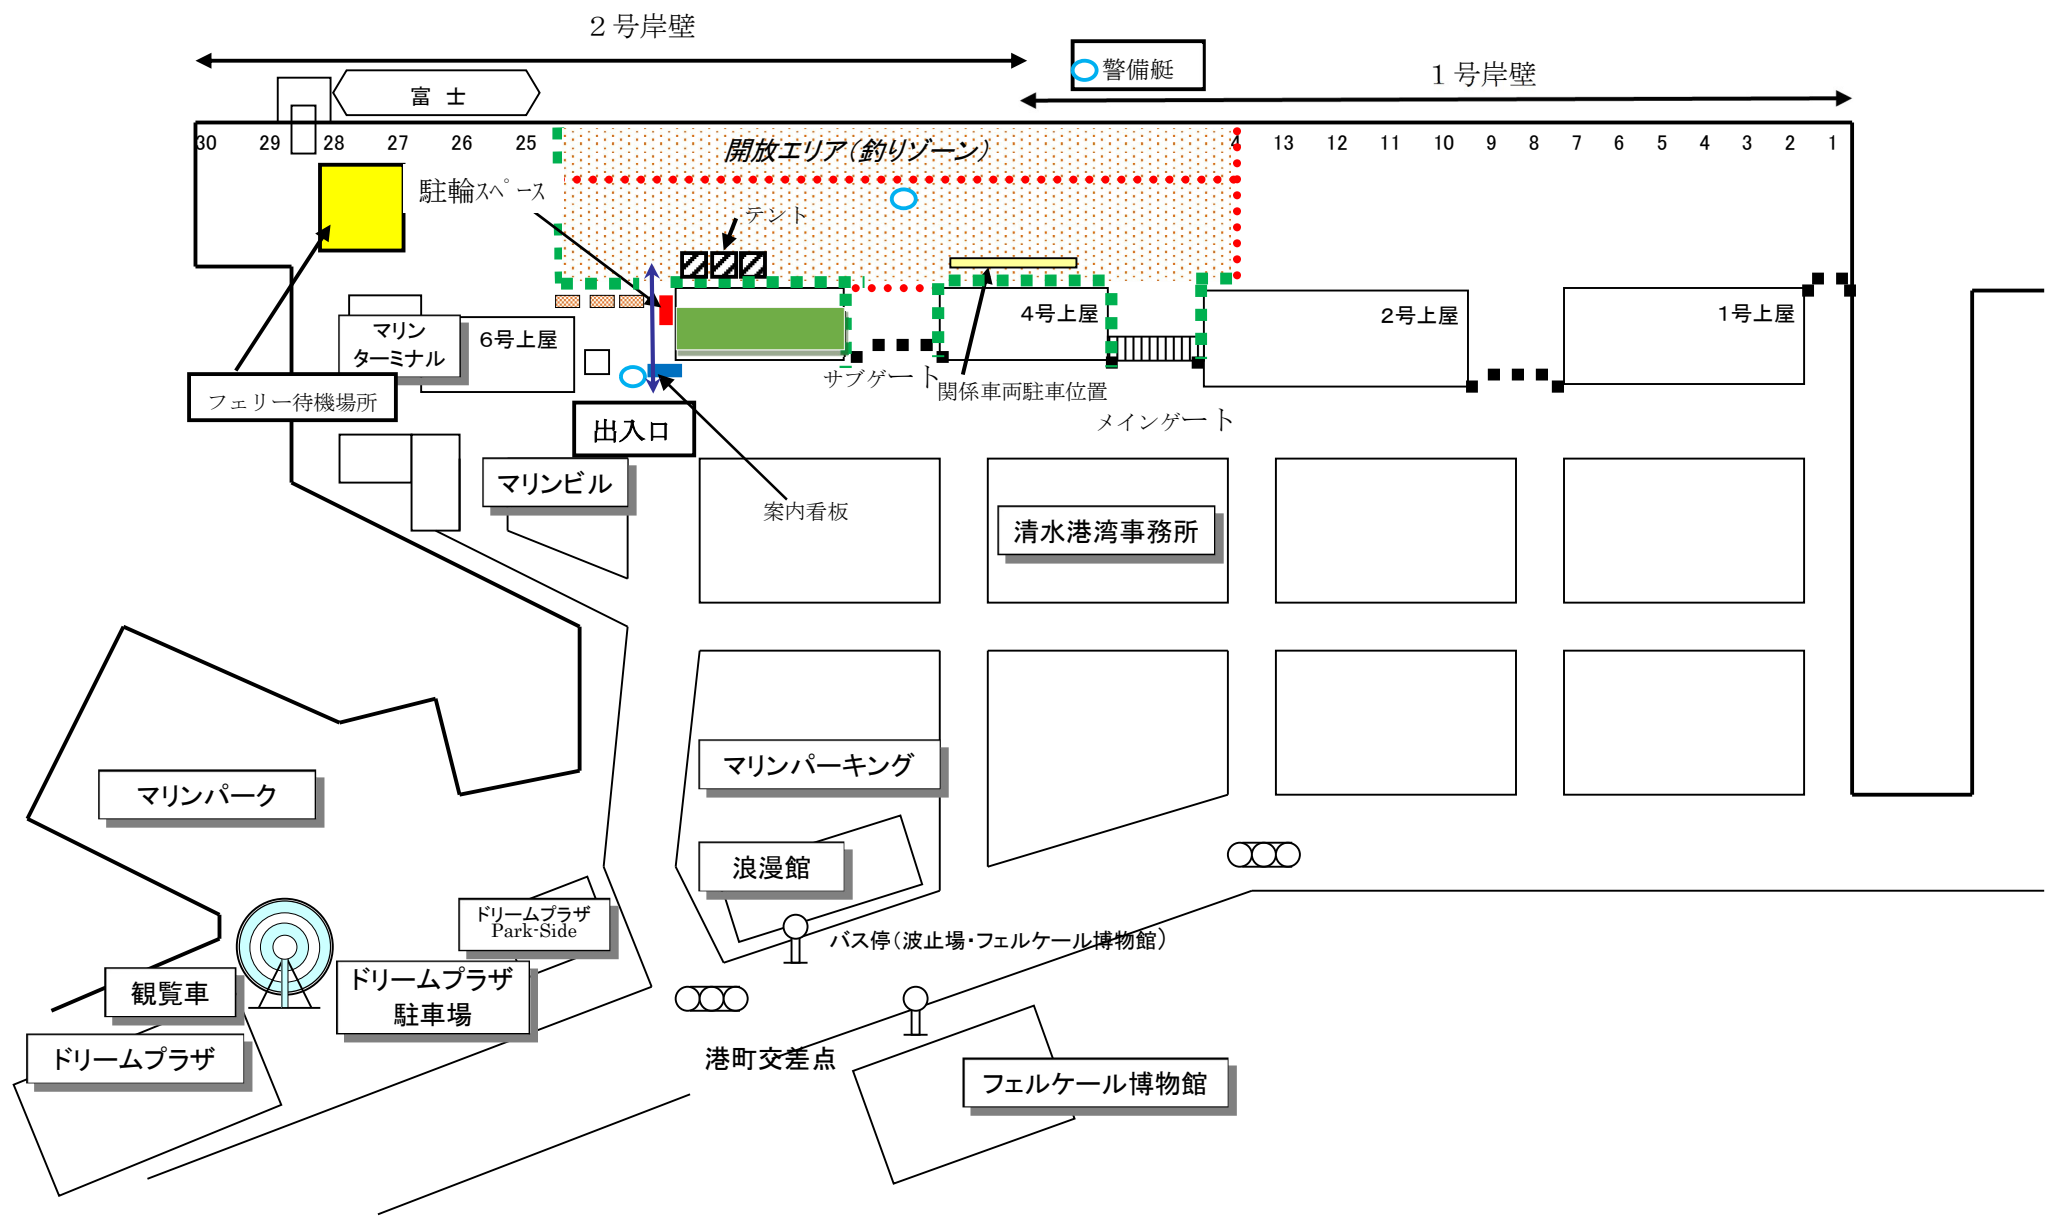 ２号岸壁
警備艇
１号岸壁
富　士
30 29 28 27 26 25
開放エリア（釣りゾーン）
4 13 12 11 10 9 8 7 6 5 4 3 2 1
駐輪スペース
テント
マリン
ターミナル
6号上屋
4号上屋
2号上屋
1号上屋
フェリー待機場所
サブゲート
関係車両駐車位置
メインゲート
出入口
マリンビル
案内看板
清水港湾事務所
マリンパーキング
マリンパーク
浪漫館
ドリームプラザ
Park-Side
バス停（波止場・フェルケール博物館）
観覧車
ドリームプラザ
駐車場
ドリームプラザ
港町交差点
フェルケール博物館